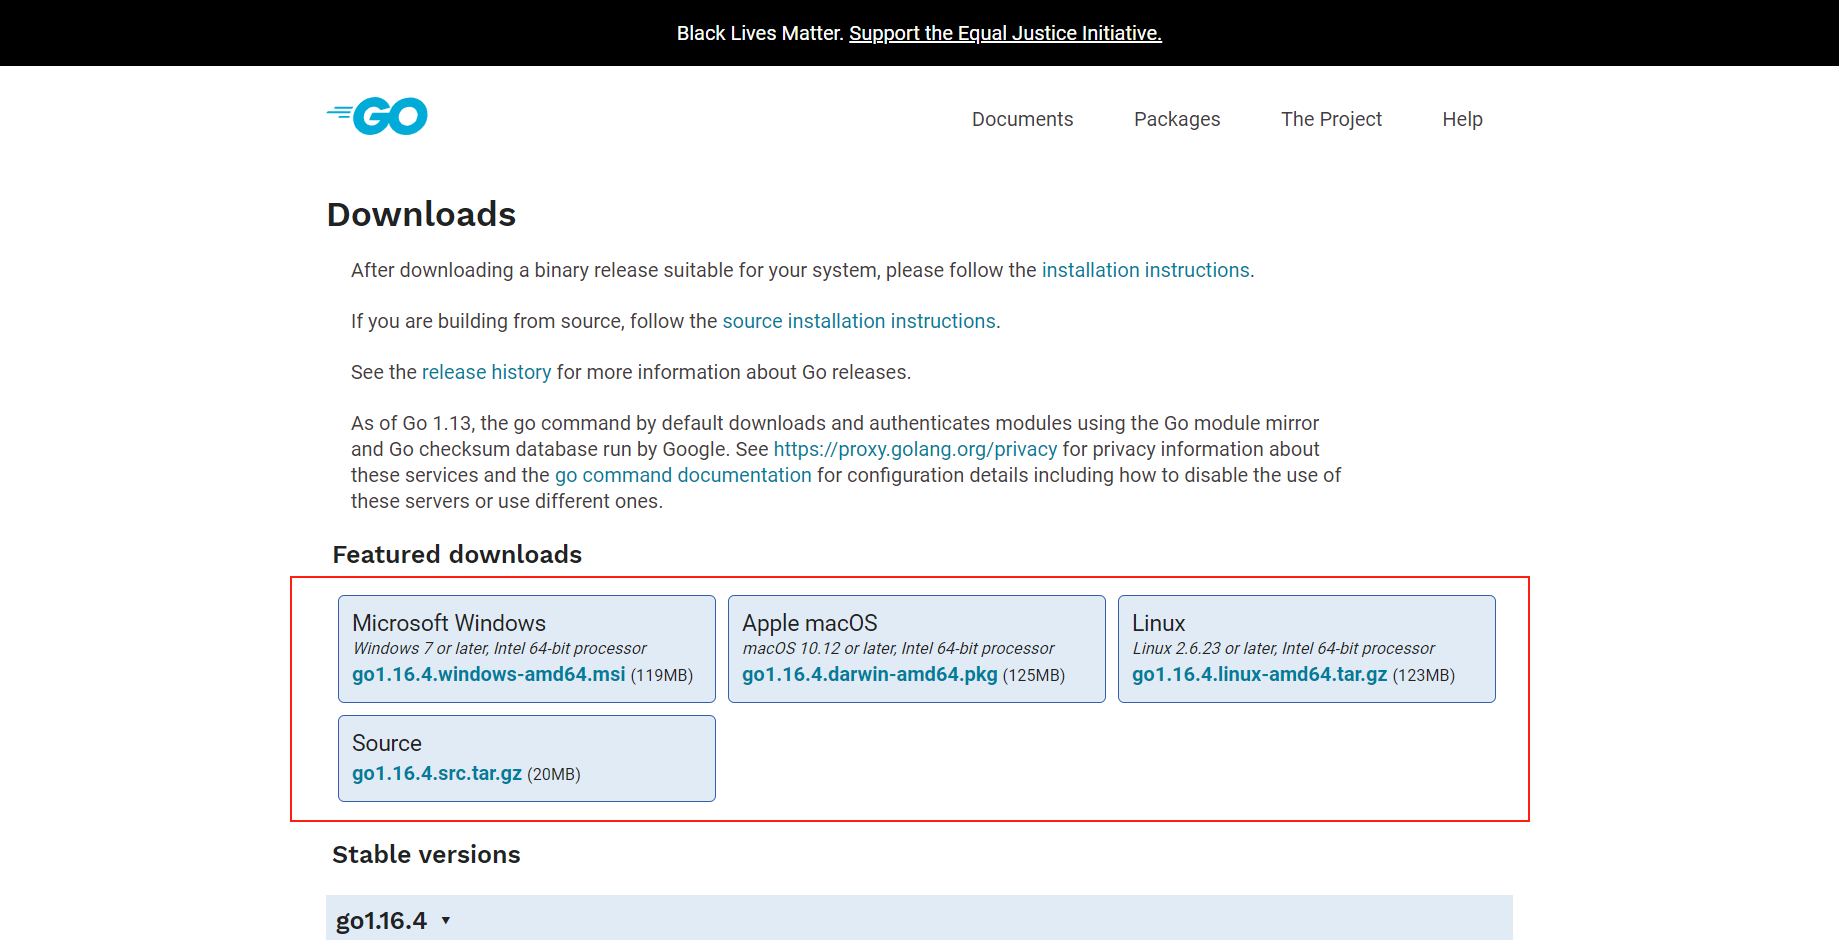 Black Lives Matter. Support the Equal Justice Initiative.
GO
Documents Packages The Project Help
Downloads
After downloading a binary release suitable for your system, please follow the installation instructions.
If you are building from source, follow the source installation instructions.
See the release history for more information about Go releases.
As of Go 1.13, the go command by default downloads and authenticates modules using the Go module mirror
and Go checksum database run by Google. See https://proxy.golang.org/privacy for privacy information about
these services and the go command documentation for configuration details including how to disable the use of
these servers or use different ones.
Featured downloads
Microsoft Windows
Windows 7 or later, Intel 64-bit processor
go1.16.4.windows-amd64.msi (119MB)
Apple macOS
macOS 10.12 or later, Intel 64-bit processor
go1.16.4.darwin-amd64.pkg (125MB)
Linux
Linux 2.6.23 or later, Intel 64-bit processor
go1.16.4.linux-amd64.tar.gz (123MB)
Source
go1.16.4.src.tar.gz (20MB)
Stable versions
go1.16.4 ▾